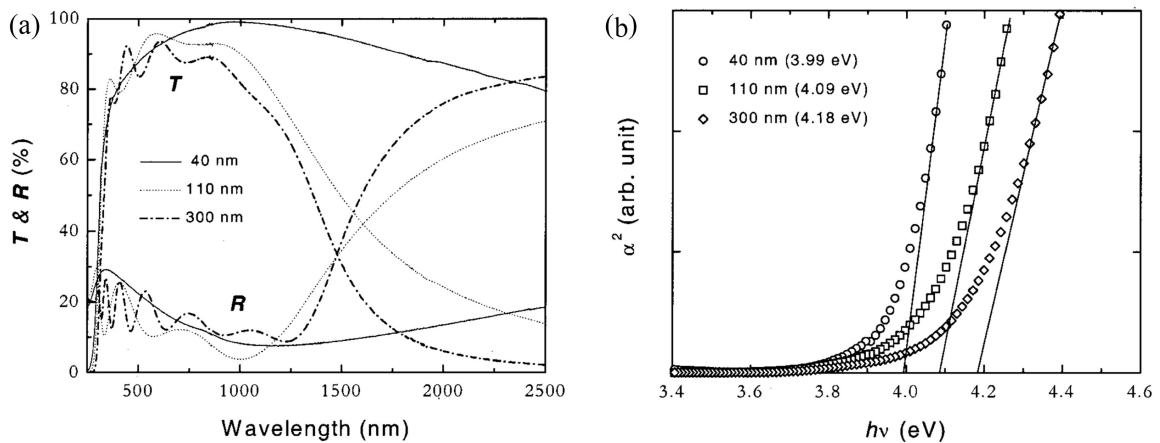 (a)
100
80
60
40
20
0
T & R (%)
T
40 nm
110 nm
300 nm
R
500 1000 1500 2000 2500
Wavelength (nm)
(b)
α² (arb. unit)
40 nm (3.99 eV)
110 nm (4.09 eV)
300 nm (4.18 eV)
3.4 3.6 3.8 4.0 4.2 4.4 4.6
hν (eV)